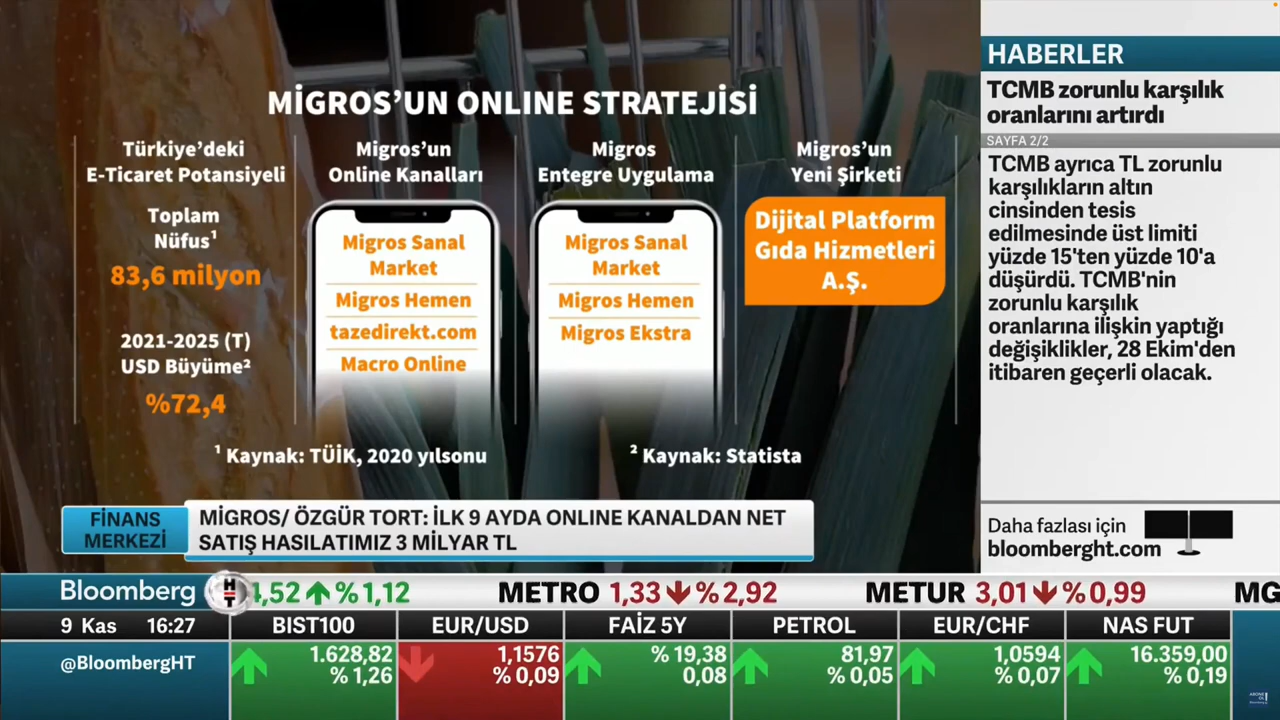 MİGROS’UN ONLINE STRATEJİSİ
Türkiye’deki
E-Ticaret Potansiyeli
Toplam
Nüfus¹
83,6 milyon
2021-2025 (T)
USD Büyüme²
%72,4
Migros’un
Online Kanalları
Migros Sanal
Market
Migros Hemen
tazedirekt.com
Macro Online
Migros
Entegre Uygulama
Migros Sanal
Market
Migros Hemen
Migros Ekstra
Migros’un
Yeni Şirketi
Dijital Platform
Gıda Hizmetleri
A.Ş.
¹ Kaynak: TÜİK, 2020 yılsonu
² Kaynak: Statista
HABERLER
TCMB zorunlu karşılık
oranlarını artırdı
SAYFA 2/2
TCMB ayrıca TL zorunlu
karşılıkların altın
cinsinden tesis
edilmesinde üst limiti
yüzde 15'ten yüzde 10'a
düşürdü. TCMB'nin
zorunlu karşılık
oranlarına ilişkin yaptığı
değişiklikler, 28 Ekim'den
itibaren geçerli olacak.
Daha fazlası için
bloomberght.com
FİNANS
MERKEZİ
MİGROS/ ÖZGÜR TORT: İLK 9 AYDA ONLINE KANALDAN NET
SATIŞ HASILATIMIZ 3 MİLYAR TL
Bloomberg HT 4,52 %1,12 METRO 1,33 %2,92 METUR 3,01 %0,99 MG
9 Kas 16:27
@BloombergHT
BIST100
1.628,82
% 1,26
EUR/USD
1,1576
% 0,09
FAİZ 5Y
% 19,38
0,08
PETROL
81,97
% 0,05
EUR/CHF
1,0594
% 0,07
NAS FUT
16.359,00
% 0,19
ABONE
OL